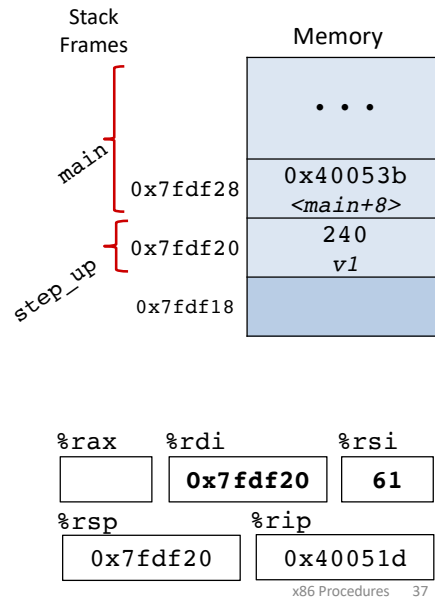 Stack
Frames
Memory
• • •
main
0x7fdf28
0x40053b
<main+8>
step_up
0x7fdf20
240
v1
0x7fdf18
%rax
%rdi
%rsi
0x7fdf20
61
%rsp
%rip
0x7fdf20
0x40051d
x86 Procedures 37